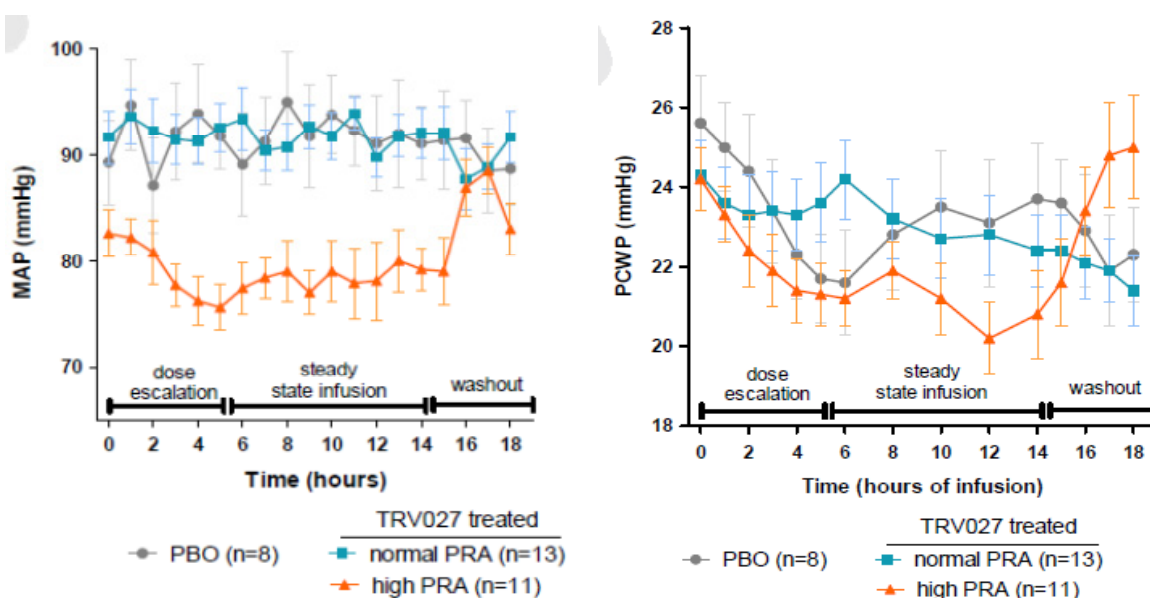 100
90
80
70
MAP (mmHg)
dose
escalation
steady
state infusion
washout
0 2 4 6 8 10 12 14 16 18
Time (hours)
TRV027 treated
PBO (n=8)
normal PRA (n=13)
high PRA (n=11)
28
26
24
22
20
18
PCWP (mmHg)
dose
escalation
steady
state infusion
washout
0 2 4 6 8 10 12 14 16 18
Time (hours of infusion)
TRV027 treated
PBO (n=8)
normal PRA (n=13)
high PRA (n=11)